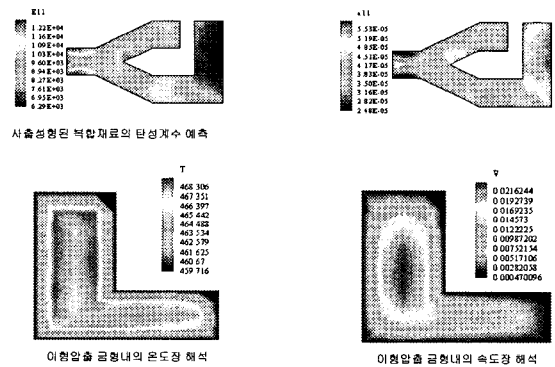 E11
1.22E+04
1.16E+04
1.09E+04
1.03E+04
9.60E+03
8.94E+03
8.27E+03
7.61E+03
6.95E+03
6.29E+03
a11
5.53E-05
5.19E-05
4.85E-05
4.51E-05
4.17E-05
3.83E-05
3.50E-05
3.16E-05
2.82E-05
2.48E-05
사출성형된 복합재료의 탄성계수 예측
T
468.306
467.351
466.397
465.442
464.488
463.534
462.579
461.625
460.67
459.716
V
0.0216244
0.0192739
0.0169235
0.014573
0.0122225
0.00987202
0.00752154
0.00517106
0.00282058
0.000470096
이형압출 금형내의 온도장 해석
이형압출 금형내의 속도장 해석